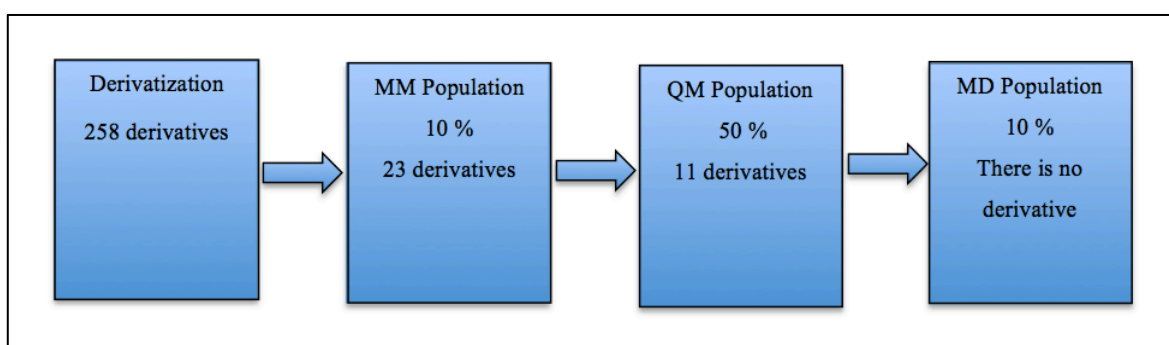 Derivatization
258 derivatives
MM Population
10 %
23 derivatives
QM Population
50 %
11 derivatives
MD Population
10 %
There is no
derivative